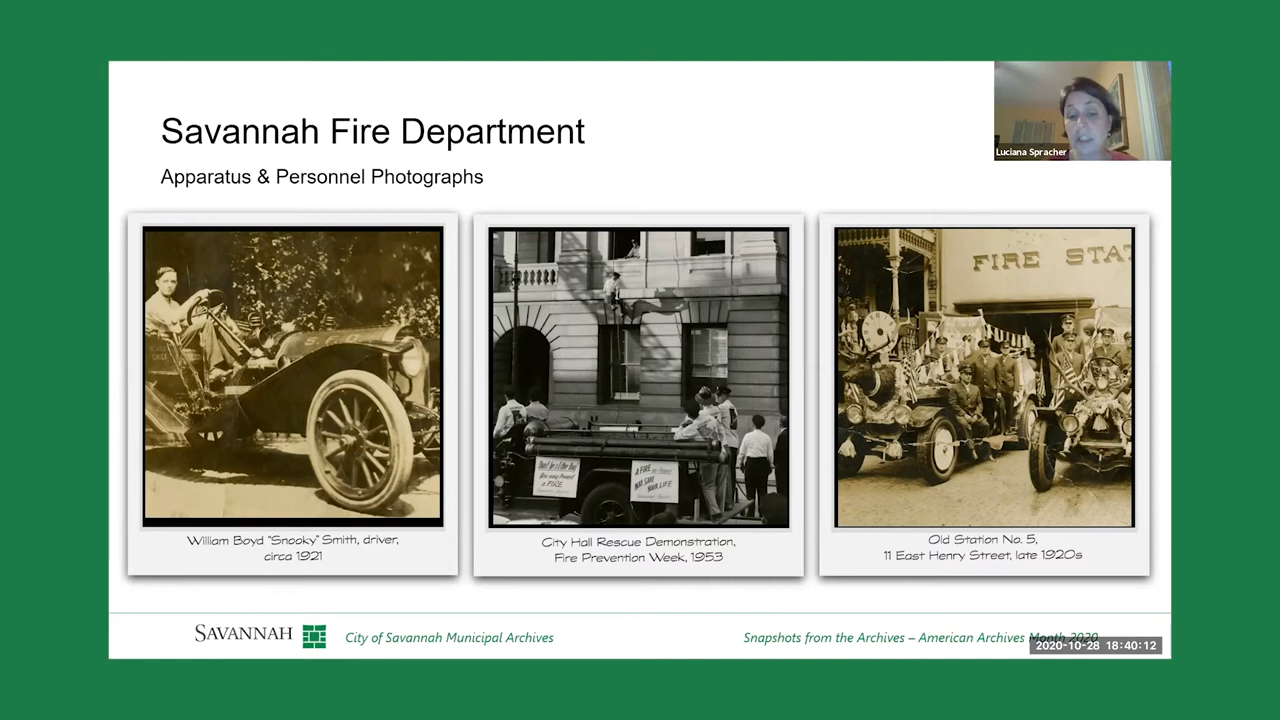 Savannah Fire Department
Apparatus & Personnel Photographs
Luciana Spracher
FIRE STAT
William Boyd "Snooky" Smith, driver,
circa 1921
City Hall Rescue Demonstration,
Fire Prevention Week, 1953
Old Station No. 5,
11 East Henry Street, late 1920s
SAVANNAH
City of Savannah Municipal Archives
Snapshots from the Archives – American Archives Month 2020
2020-10-28 18:40:12